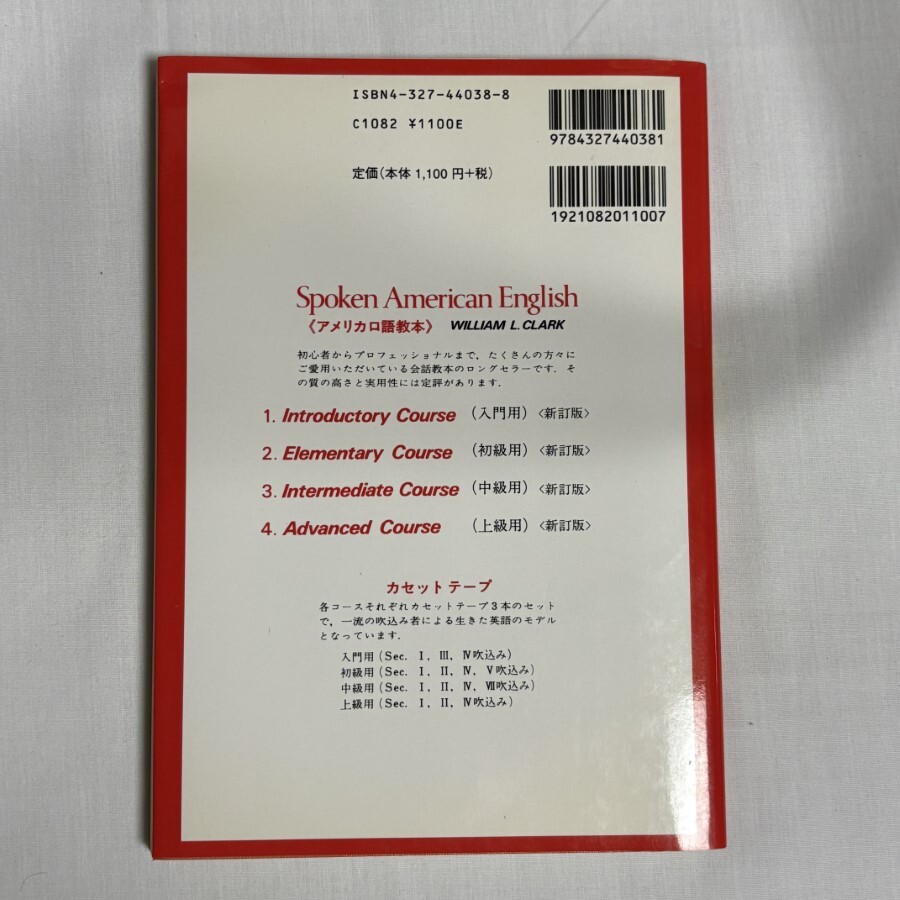 ISBN4-327-44038-8
C1082 ¥1100E
9784327440381
定価(本体1,100円+税)
1921082011007
Spoken American English
《アメリカ口語教本》 WILLIAM L. CLARK
初心者からプロフェッショナルまで，たくさんの方々に
ご愛用いただいている会話教本のロングセラーです．そ
の質の高さと実用性には定評があります．
1. Introductory Course (入門用) <新訂版>
2. Elementary Course (初級用) <新訂版>
3. Intermediate Course (中級用) <新訂版>
4. Advanced Course (上級用) <新訂版>
カセットテープ
各コースそれぞれカセットテープ3本のセット
で，一流の吹込み者による生きた英語のモデル
となっています．
入門用(Sec. Ⅰ，Ⅲ，Ⅳ吹込み)
初級用(Sec. Ⅰ，Ⅱ，Ⅳ，Ⅴ吹込み)
中級用(Sec. Ⅰ，Ⅱ，Ⅳ，Ⅶ吹込み)
上級用(Sec. Ⅰ，Ⅱ，Ⅳ吹込み)